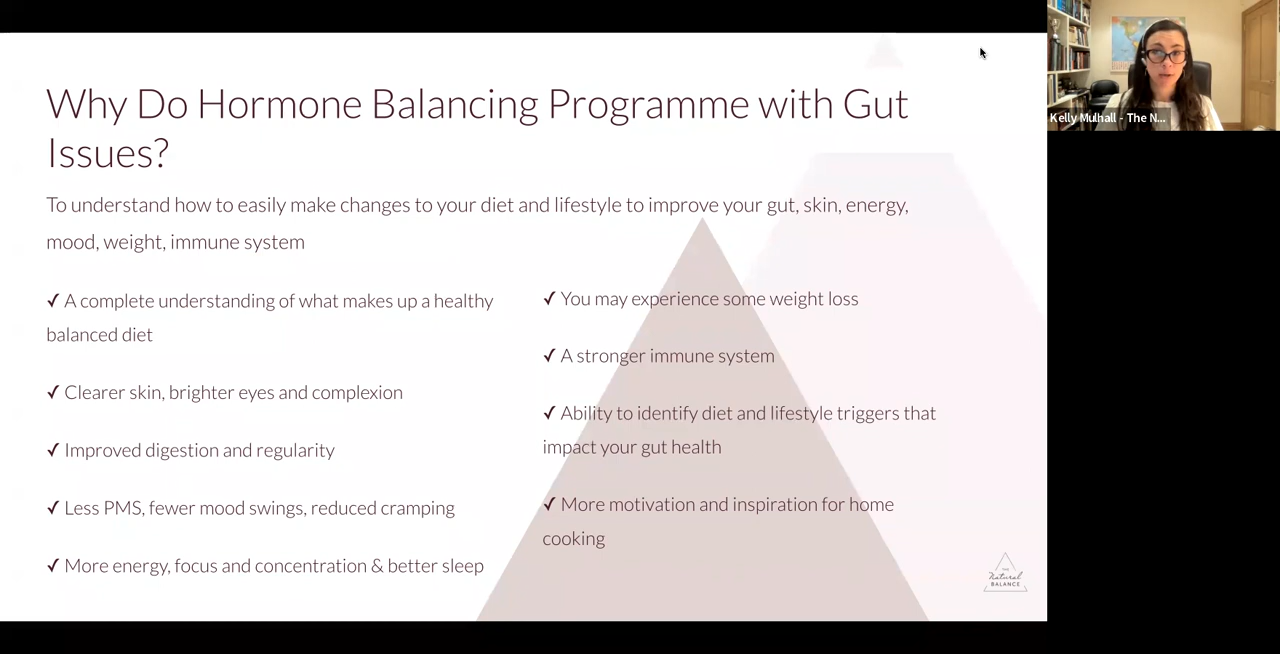 Why Do Hormone Balancing Programme with Gut
Issues?
To understand how to easily make changes to your diet and lifestyle to improve your gut, skin, energy,
mood, weight, immune system
✓ A complete understanding of what makes up a healthy
balanced diet
✓ Clearer skin, brighter eyes and complexion
✓ Improved digestion and regularity
✓ Less PMS, fewer mood swings, reduced cramping
✓ More energy, focus and concentration & better sleep
✓ You may experience some weight loss
✓ A stronger immune system
✓ Ability to identify diet and lifestyle triggers that
impact your gut health
✓ More motivation and inspiration for home
cooking
THE
Natural
BALANCE
Kelly Mulhall - The N...